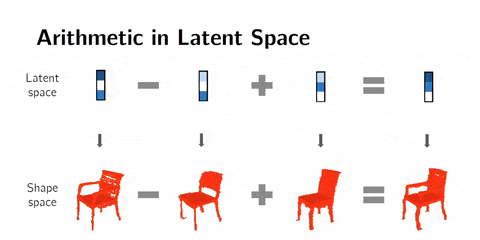 Arithmetic in Latent Space
Latent
space
− + =
Shape
space
− + =